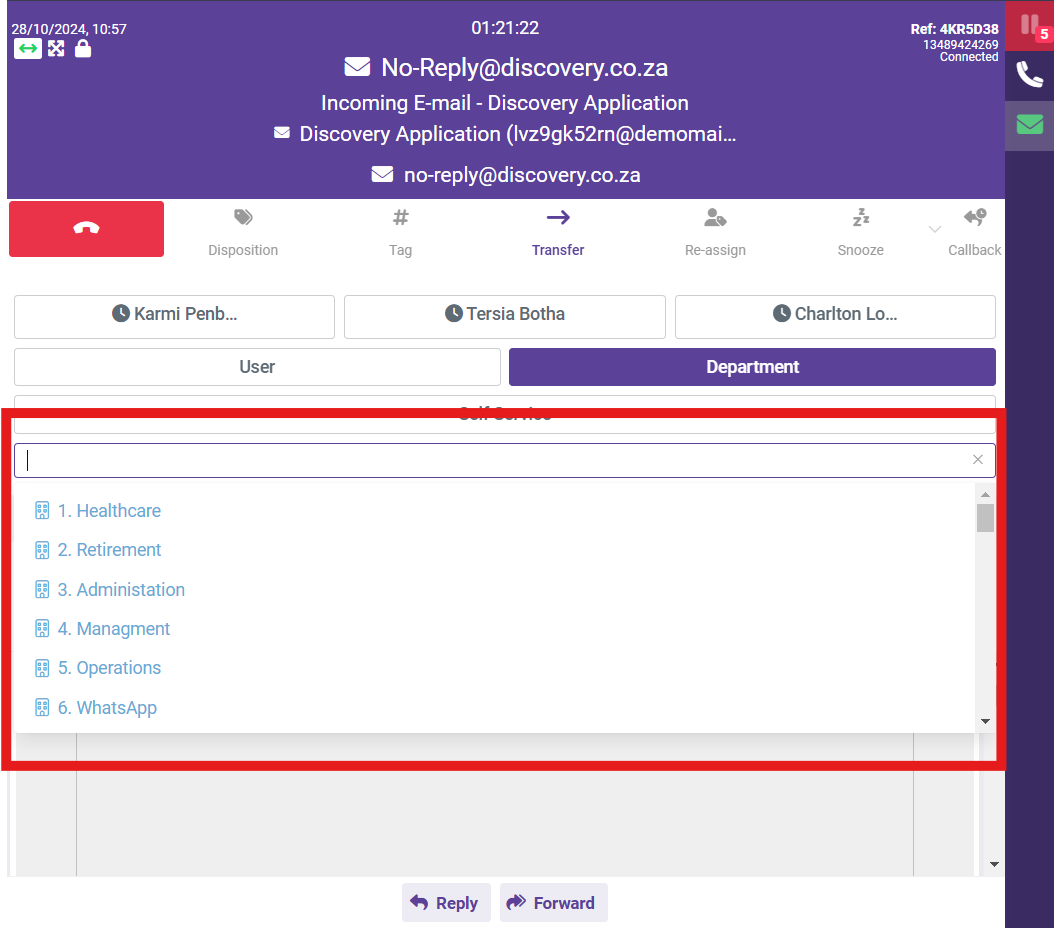 28/10/2024, 10:57
01:21:22
Ref: 4KR5D38
13489424269
Connected
5
No-Reply@discovery.co.za
Incoming E-mail - Discovery Application
Discovery Application (lvz9gk52rn@demomai...
no-reply@discovery.co.za
Disposition
Tag
Transfer
Re-assign
Snooze
Callback
Karmi Penb...
Tersia Botha
Charlton Lo...
User
Department
Self Service
1. Healthcare
2. Retirement
3. Administation
4. Managment
5. Operations
6. WhatsApp
Reply
Forward